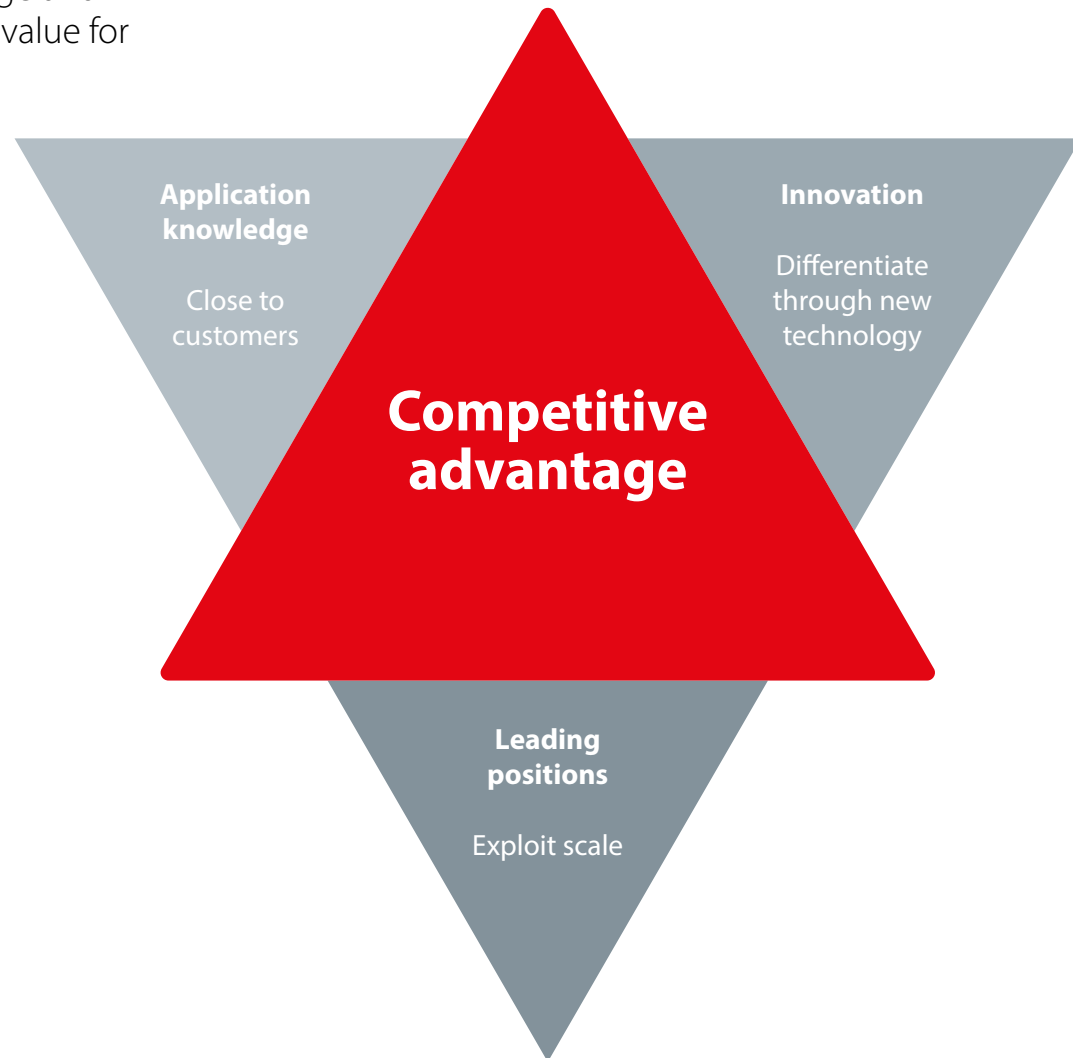 value for
Application
knowledge
Close to
customers
Innovation
Differentiate
through new
technology
Competitive
advantage
Leading
positions
Exploit scale